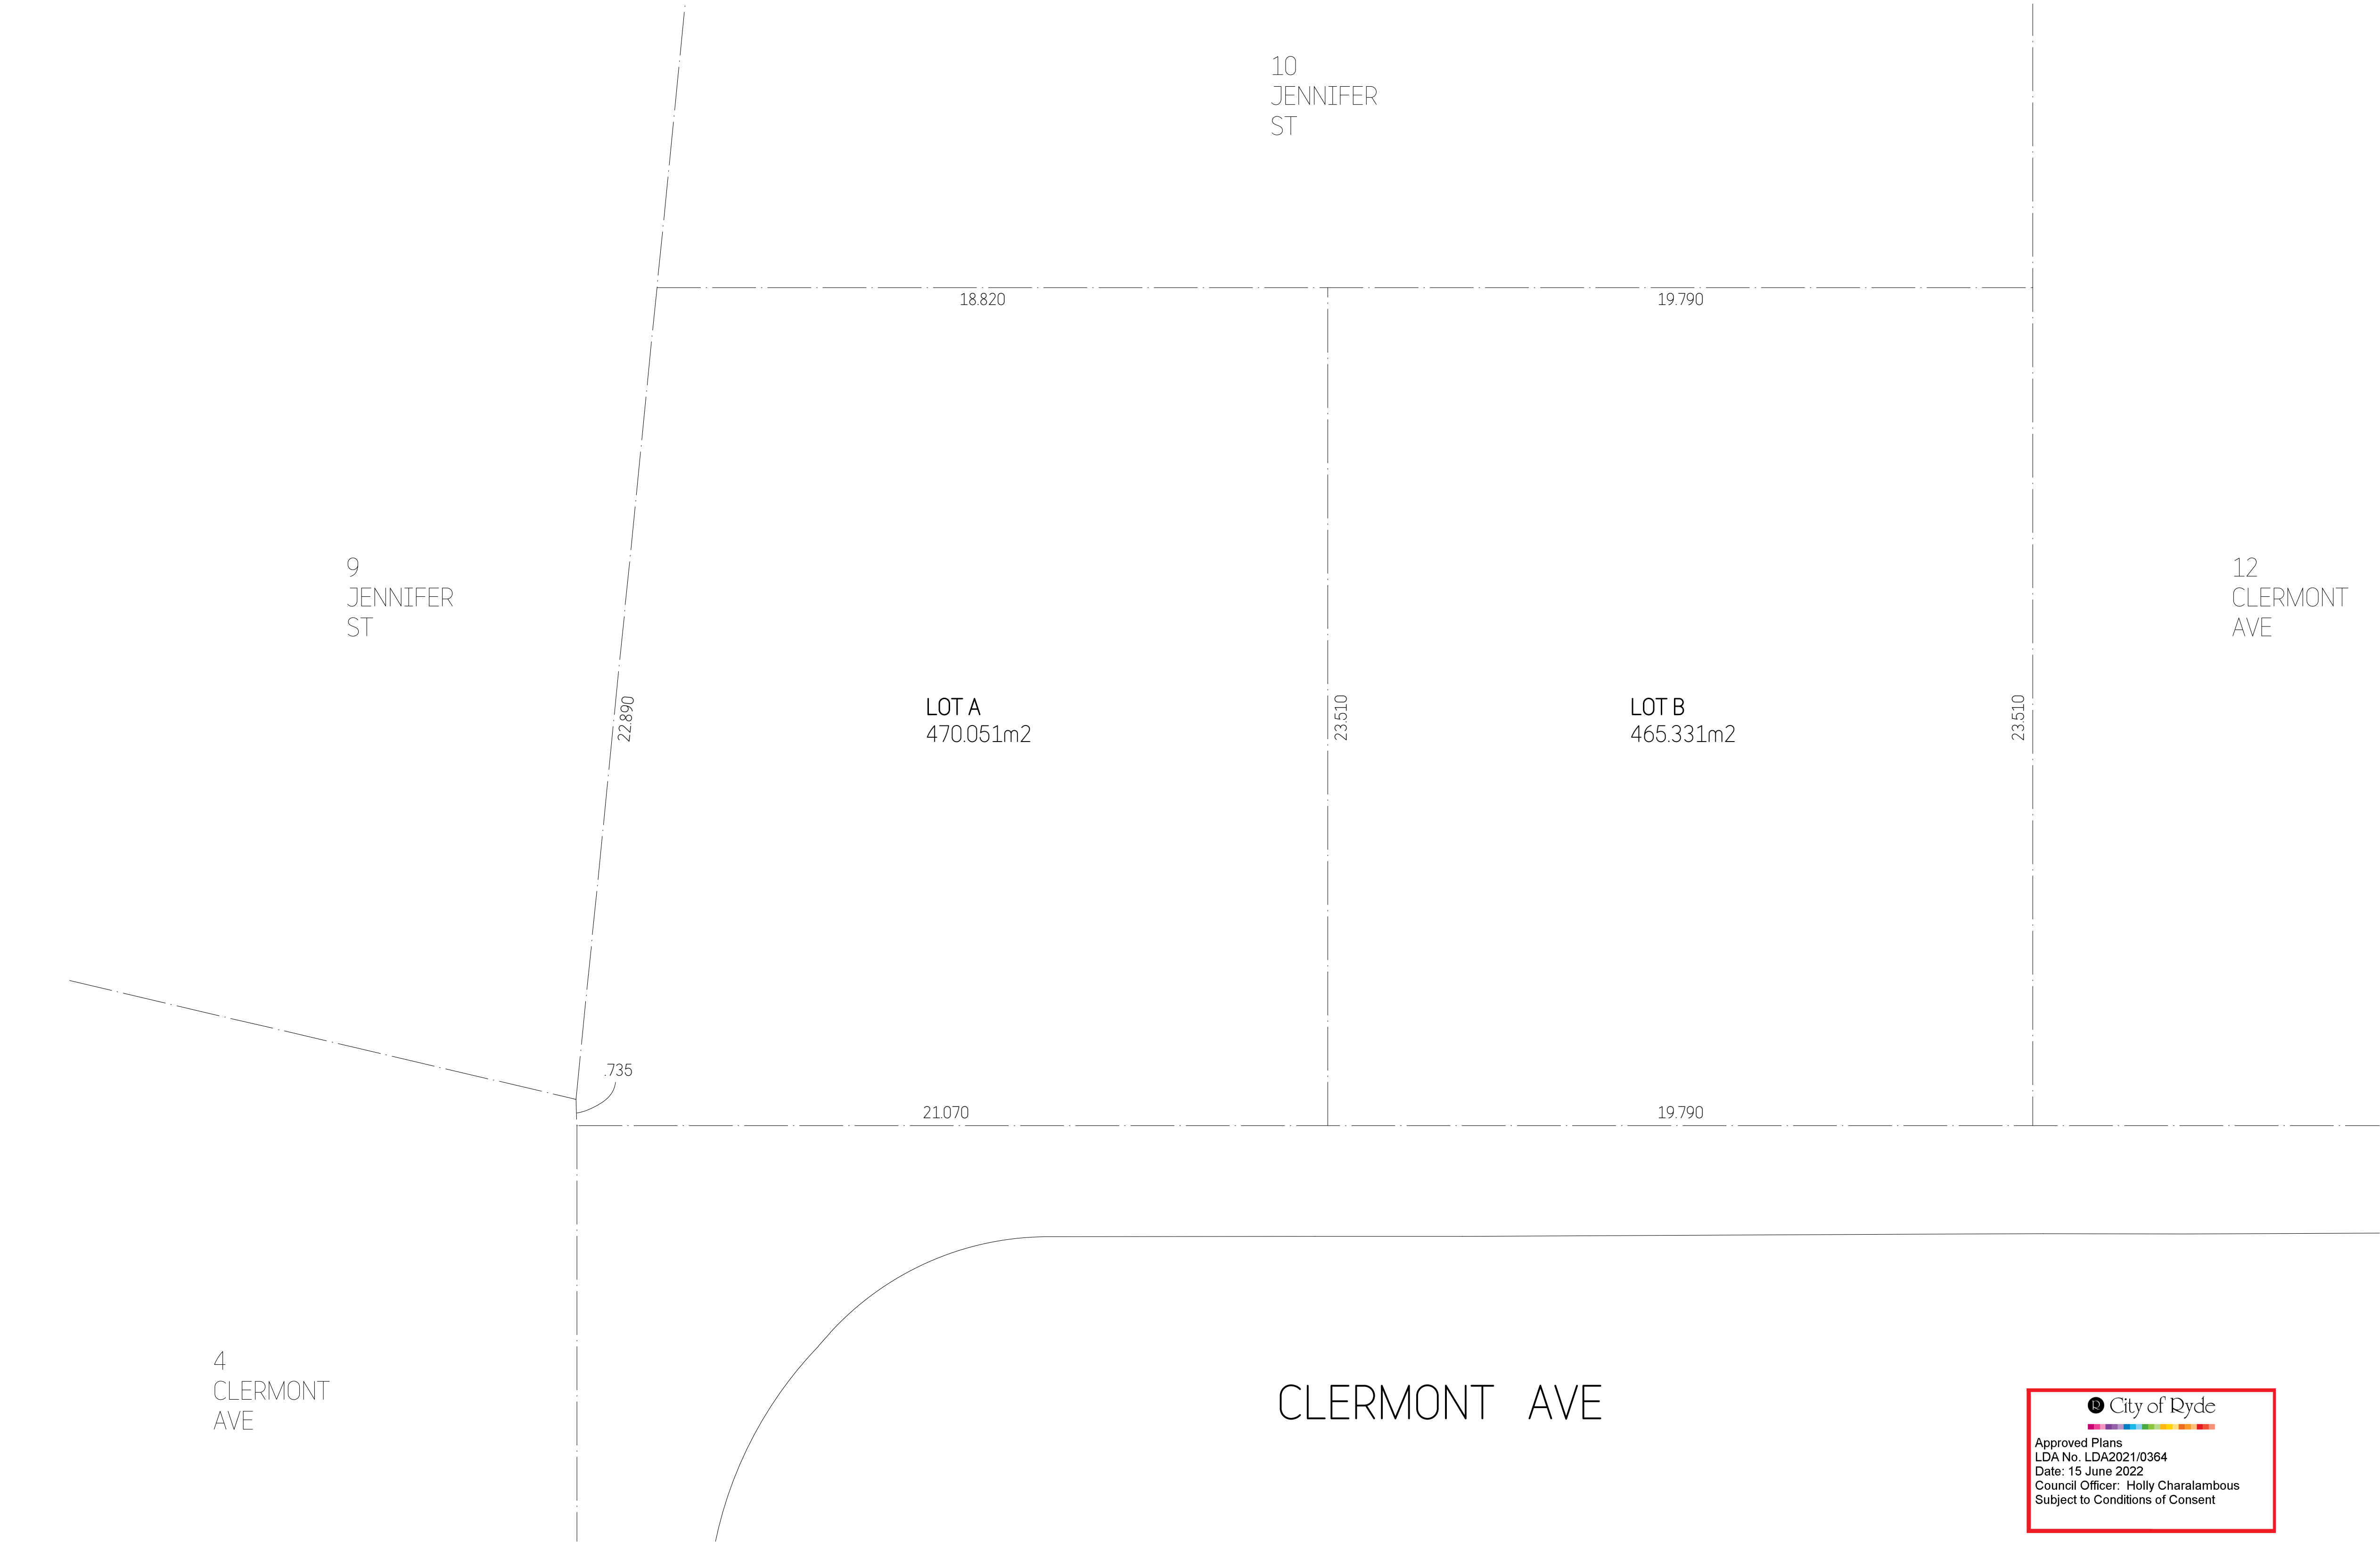 10
JENNIFER
ST
18.820
19.790
9
JENNIFER
ST
12
CLERMONT
AVE
22.890
LOT A
470.051m2
23.510
LOT B
465.331m2
23.510
.735
21.070
19.790
4
CLERMONT
AVE
CLERMONT AVE
R City of Ryde
Approved Plans
LDA No. LDA2021/0364
Date: 15 June 2022
Council Officer: Holly Charalambous
Subject to Conditions of Consent